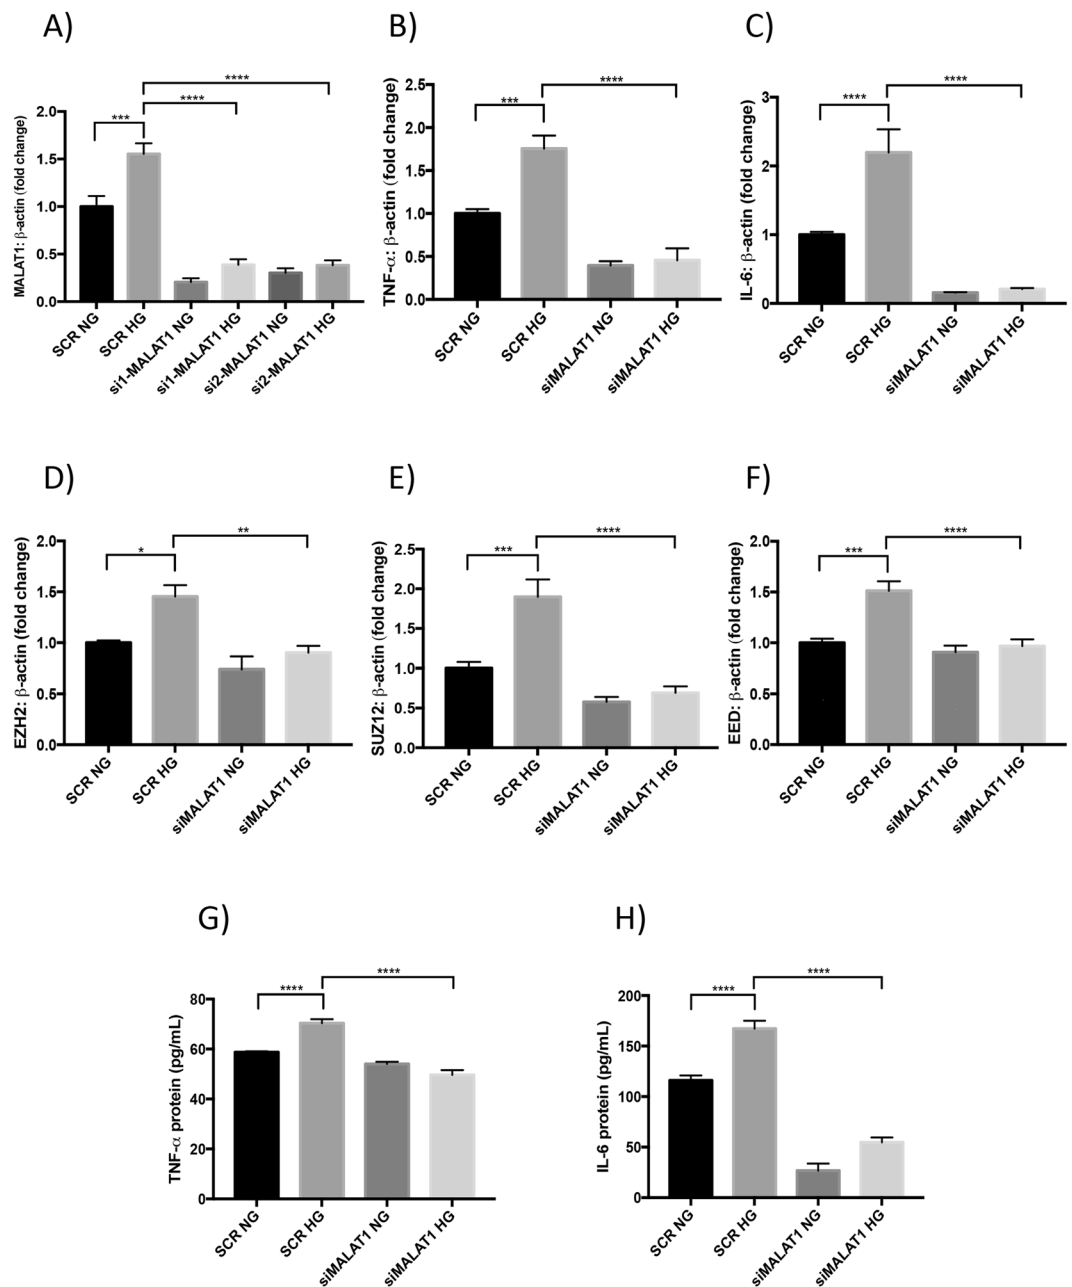 A)
MALAT1: β-actin (fold change)
2.0
1.5
1.0
0.5
0.0
***
****
****
SCR NG
SCR HG
si1-MALAT1 NG
si1-MALAT1 HG
si2-MALAT1 NG
si2-MALAT1 HG
B)
TNF-α: β-actin (fold change)
2.5
2.0
1.5
1.0
0.5
0.0
***
****
SCR NG
SCR HG
siMALAT1 NG
siMALAT1 HG
C)
IL-6: β-actin (fold change)
3
2
1
0
****
****
SCR NG
SCR HG
siMALAT1 NG
siMALAT1 HG
D)
EZH2: β-actin (fold change)
2.0
1.5
1.0
0.5
0.0
*
**
SCR NG
SCR HG
siMALAT1 NG
siMALAT1 HG
E)
SUZ12: β-actin (fold change)
2.5
2.0
1.5
1.0
0.5
0.0
***
****
SCR NG
SCR HG
siMALAT1 NG
siMALAT1 HG
F)
EED: β-actin (fold change)
2.0
1.5
1.0
0.5
0.0
***
****
SCR NG
SCR HG
siMALAT1 NG
siMALAT1 HG
G)
TNF-α protein (pg/mL)
80
60
40
20
0
****
****
SCR NG
SCR HG
siMALAT1 NG
siMALAT1 HG
H)
IL-6 protein (pg/mL)
200
150
100
50
0
****
****
SCR NG
SCR HG
siMALAT1 NG
siMALAT1 HG